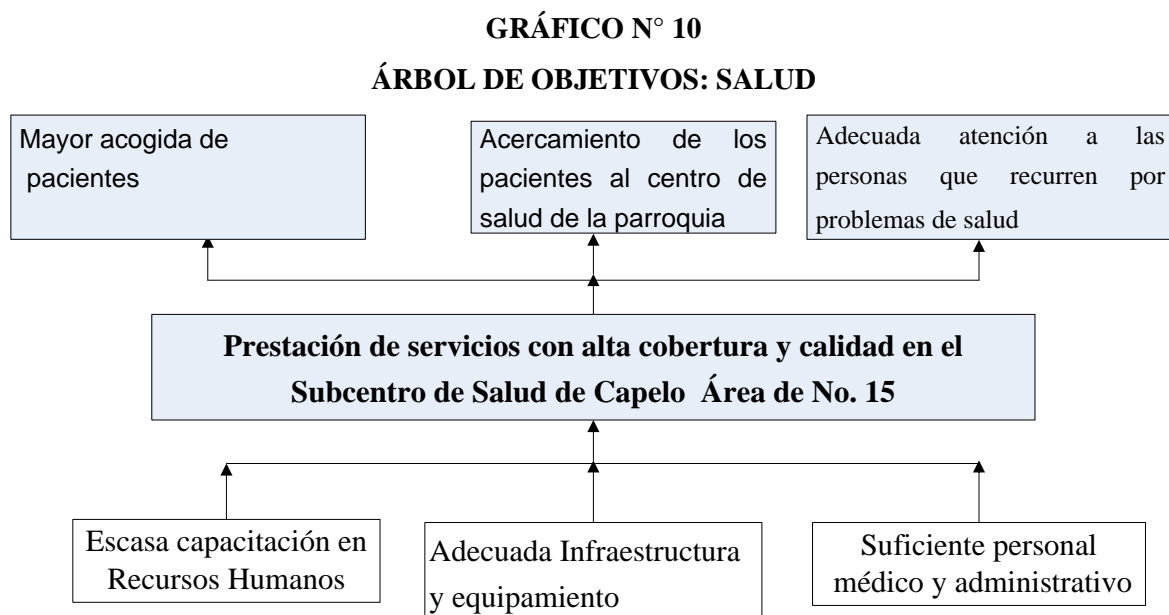 GRÁFICO N° 10
ÁRBOL DE OBJETIVOS: SALUD
Mayor acogida de
pacientes
Acercamiento de los
pacientes al centro de
salud de la parroquia
Adecuada atención a las
personas que recurren por
problemas de salud
Prestación de servicios con alta cobertura y calidad en el
Subcentro de Salud de Capelo Área de No. 15
Escasa capacitación en
Recursos Humanos
Adecuada Infraestructura
y equipamiento
Suficiente personal
médico y administrativo